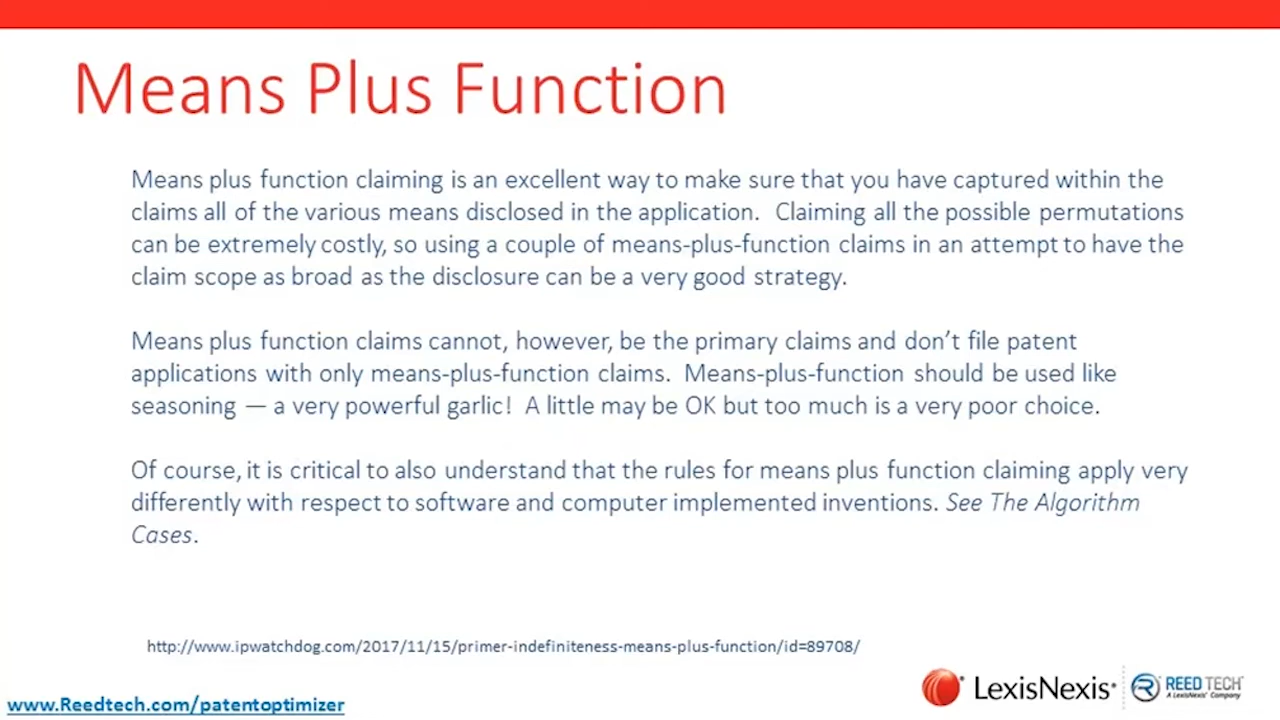 Means Plus Function
Means plus function claiming is an excellent way to make sure that you have captured within the
claims all of the various means disclosed in the application.  Claiming all the possible permutations
can be extremely costly, so using a couple of means-plus-function claims in an attempt to have the
claim scope as broad as the disclosure can be a very good strategy.
Means plus function claims cannot, however, be the primary claims and don’t file patent
applications with only means-plus-function claims.  Means-plus-function should be used like
seasoning — a very powerful garlic!  A little may be OK but too much is a very poor choice.
Of course, it is critical to also understand that the rules for means plus function claiming apply very
differently with respect to software and computer implemented inventions. See The Algorithm
Cases.
http://www.ipwatchdog.com/2017/11/15/primer-indefiniteness-means-plus-function/id=89708/
www.Reedtech.com/patentoptimizer
LexisNexis®
R REED TECH®
A LexisNexis® Company